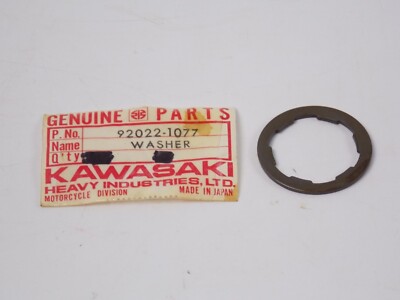 GENUINE PARTS
P. No. 92022-1077
Name WASHER
Q'ty
KAWASAKI
HEAVY INDUSTRIES, LTD.
MOTORCYCLE DIVISION MADE IN JAPAN